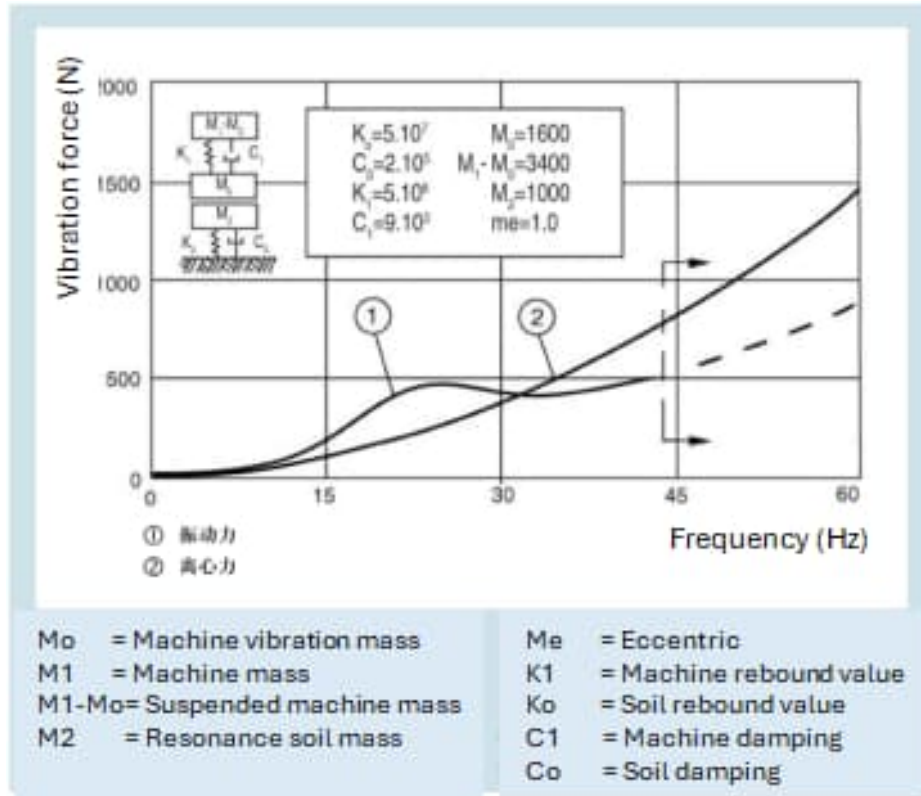 Vibration force (N)
2000
1500
1000
500
0
0
15
30
45
60
Frequency (Hz)
M₁-M₀
K₁
C₁
K₀=5.10⁷ M₀=1600
C₀=2.10⁵ M₁-M₀=3400
K₁=5.10⁶ M₂=1000
C₁=9.10³ me=1.0
①
②
① 振动力
② 离心力
Mo = Machine vibration mass
M1 = Machine mass
M1-Mo= Suspended machine mass
M2 = Resonance soil mass
Me = Eccentric
K1 = Machine rebound value
Ko = Soil rebound value
C1 = Machine damping
Co = Soil damping